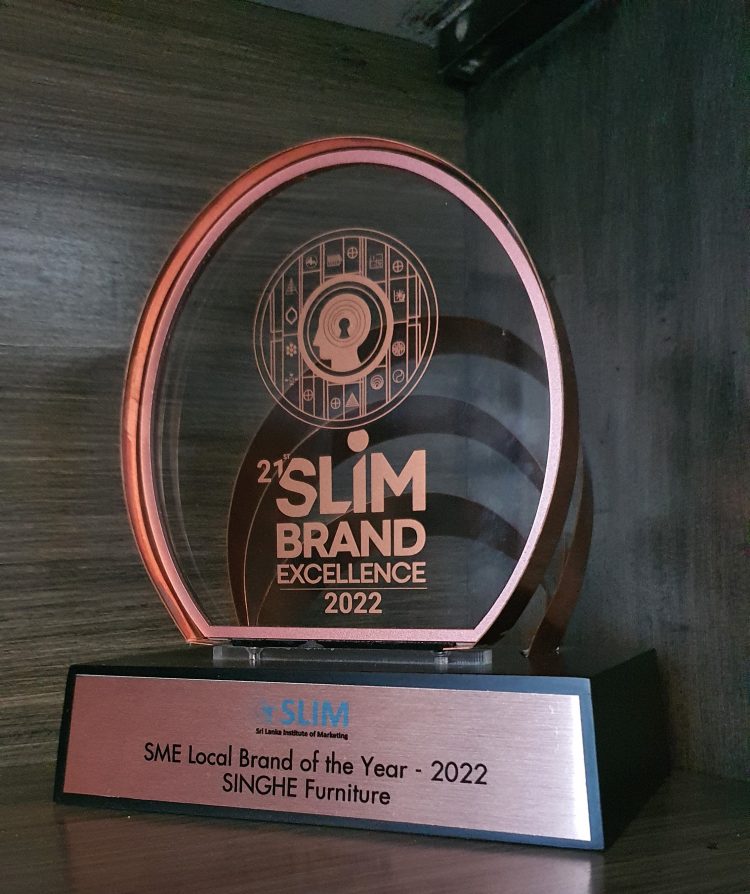 21ST SLIM
BRAND
EXCELLENCE
2022
SLIM
Sri Lanka Institute of Marketing
SME Local Brand of the Year - 2022
SINGHE Furniture